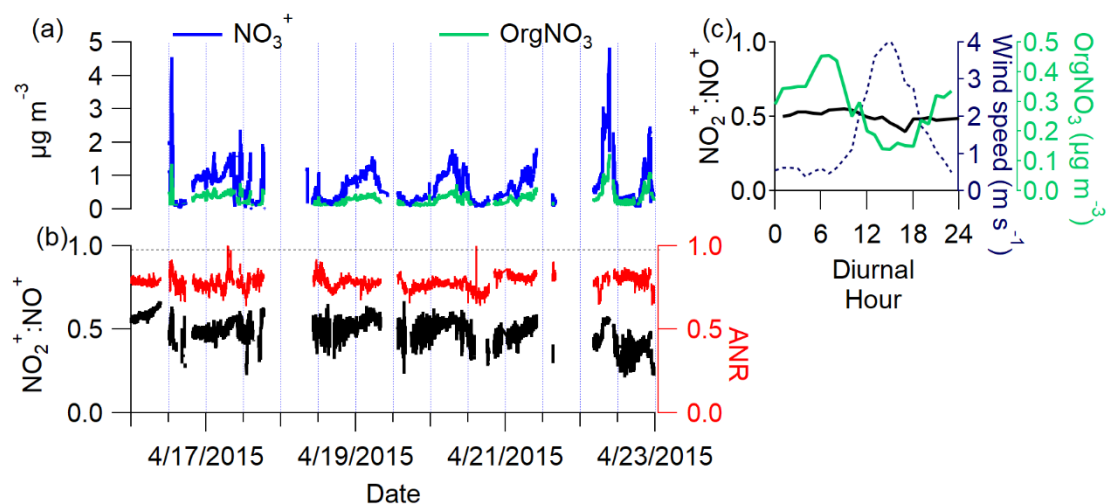 (a) NO3+ OrgNO3
5
4
3
2
1
0
µg m-3
(b)
1.0
0.5
0.0
NO2+:NO+
1.0
0.5
0.0
ANR
4/17/2015 4/19/2015 4/21/2015 4/23/2015
Date
(c)
1.0
0.5
0.0
NO2+:NO+
4
3
2
1
0
Wind speed (m s-1)
0.5
0.4
0.3
0.2
0.1
0.0
OrgNO3 (µg m-3)
0 6 12 18 24
Diurnal
Hour